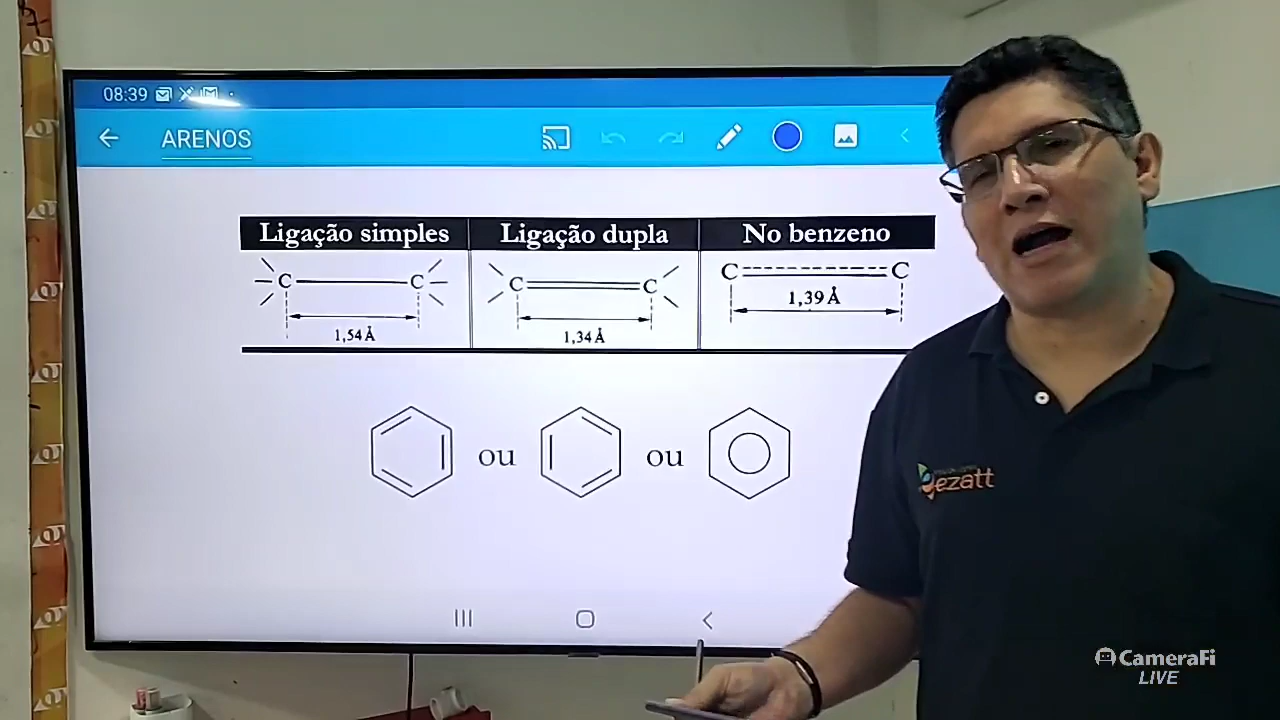 08:39
ARENOS
Ligação simples
Ligação dupla
No benzeno
C C
C C
C C
1,54 Å
1,34 Å
1,39 Å
ou
ou
ezatt
CameraFi
LIVE